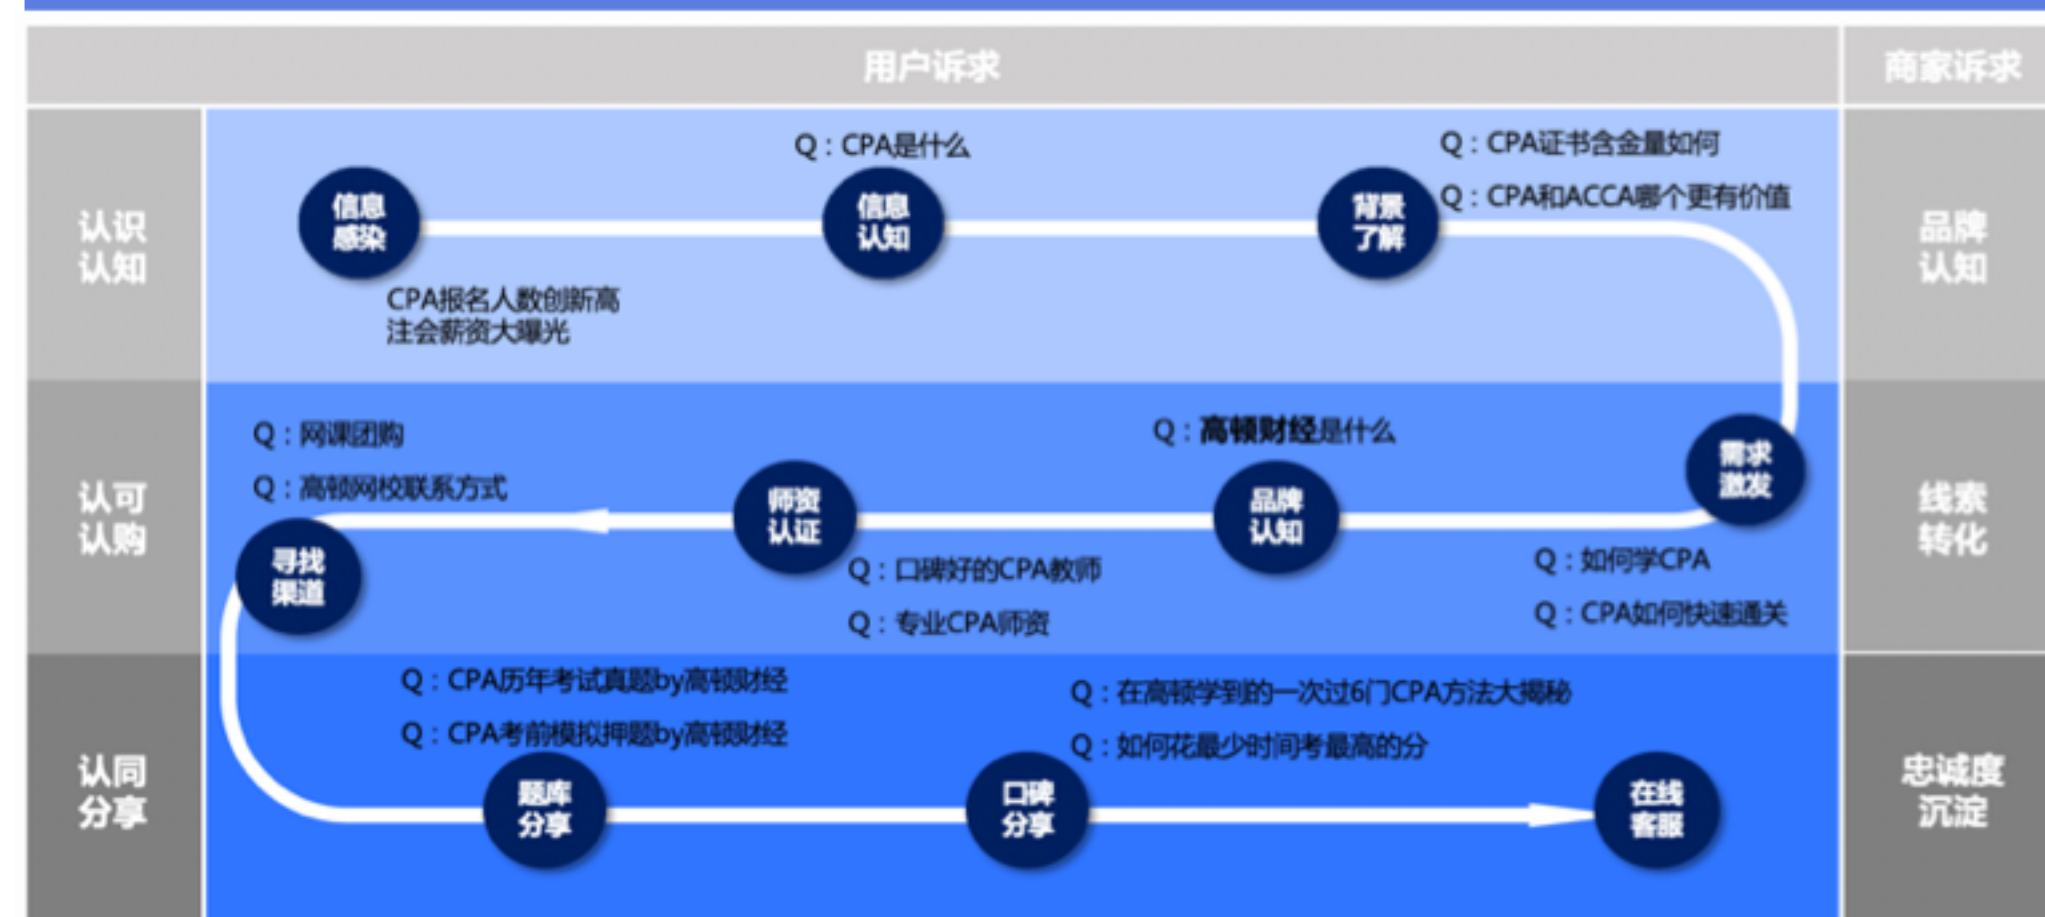 用户诉求
商家诉求
认识
认知
信息
感染
CPA报名人数创新高
注会薪资大曝光
Q：CPA是什么
信息
认知
Q：CPA证书含金量如何
Q：CPA和ACCA哪个更有价值
背景
了解
品牌
认知
认可
认购
需求
激发
Q：如何学CPA
Q：CPA如何快速通关
Q：高顿财经是什么
品牌
认知
师资
认证
Q：口碑好的CPA教师
Q：专业CPA师资
Q：网课团购
Q：高顿网校联系方式
寻找
渠道
线索
转化
认同
分享
Q：CPA历年考试真题by高顿财经
Q：CPA考前模拟押题by高顿财经
题库
分享
Q：在高顿学到的一次过6门CPA方法大揭秘
Q：如何花最少时间考最高的分
口碑
分享
在线
客服
忠诚度
沉淀